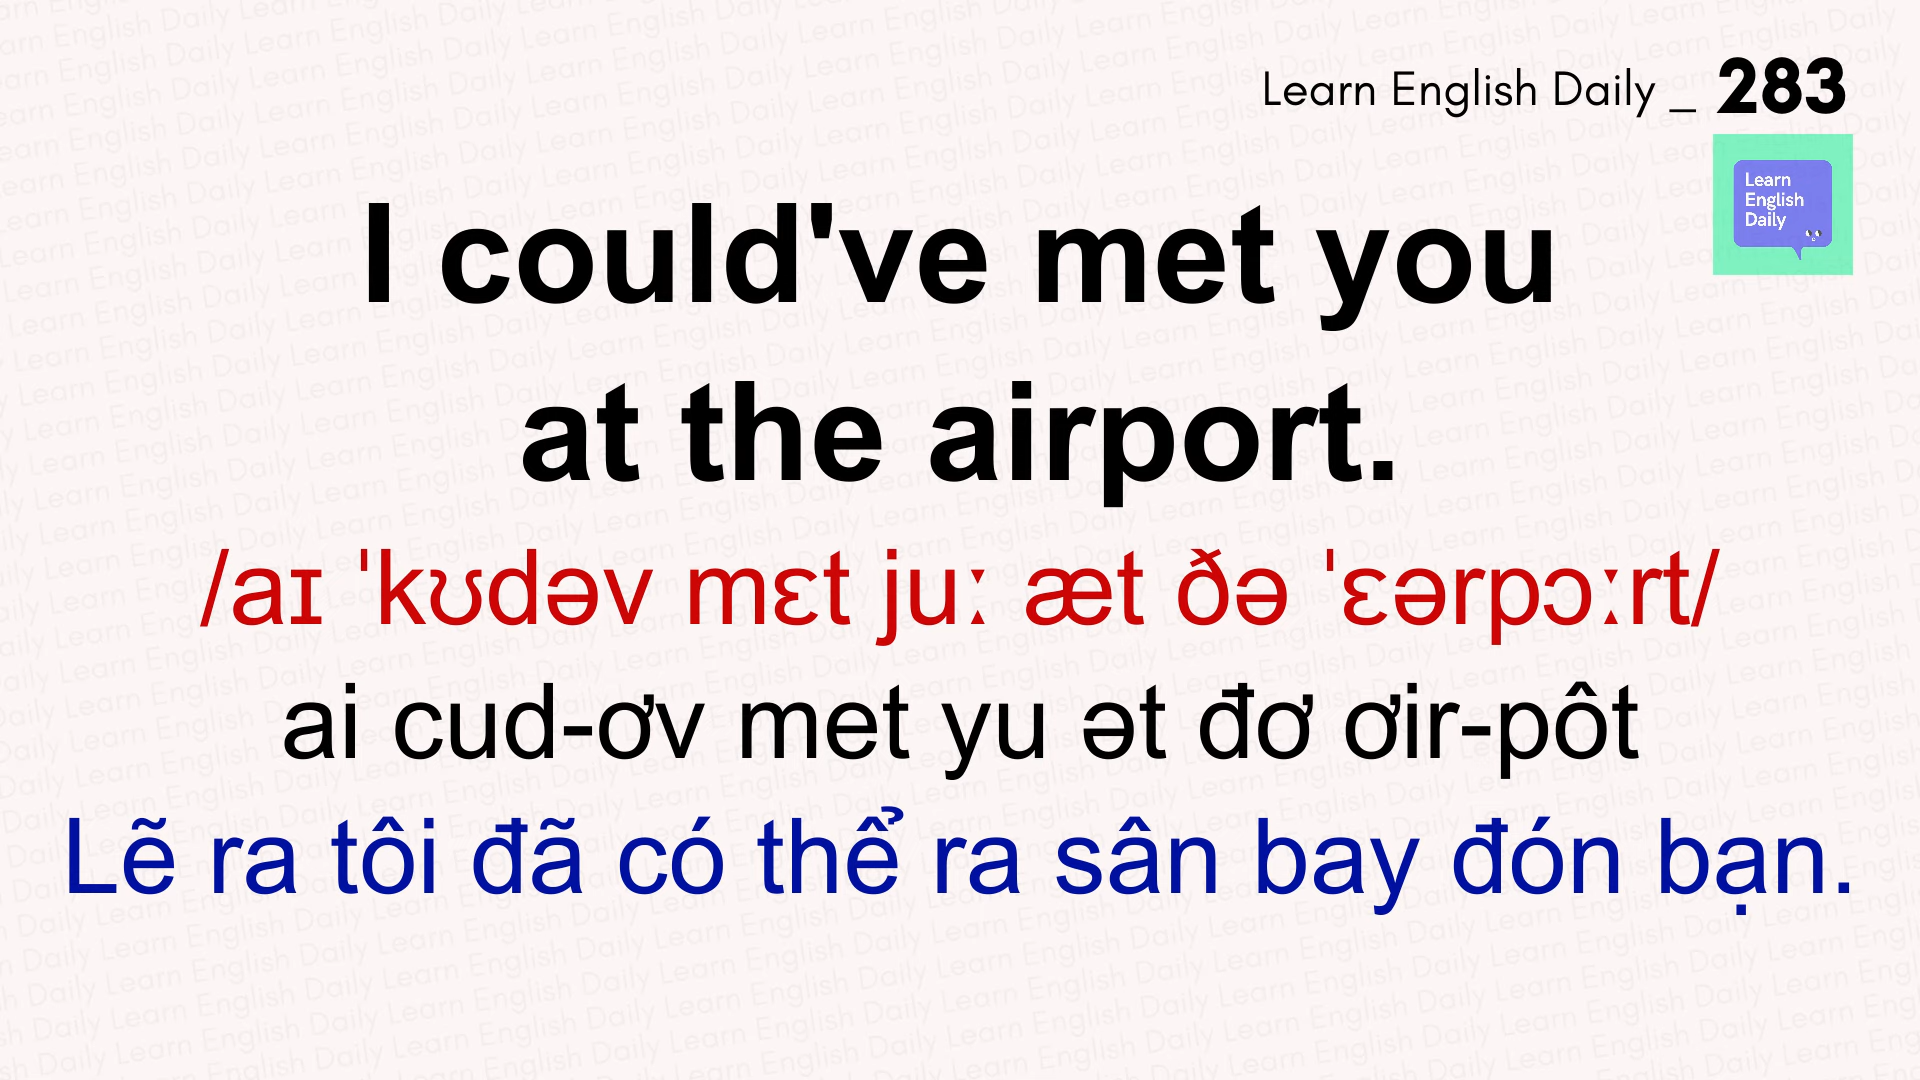 Learn English Daily _ 283
Learn
English
Daily
I could've met you
at the airport.
/aɪ ˈkʊdəv mɛt juː æt ðə ˈɛərpɔːrt/
ai cud-ơv met yu ət đơ ơir-pôt
Lẽ ra tôi đã có thể ra sân bay đón bạn.